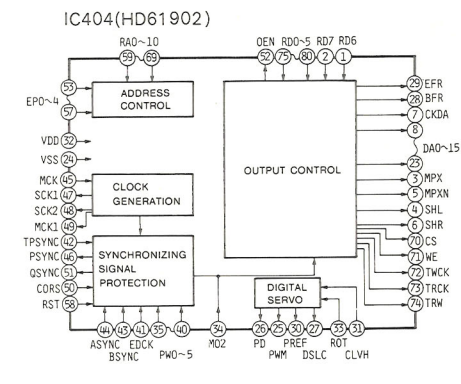 IC404(HD61902)
RA0~10 OEN RD0~5 RD7 RD6
59 69 52 75 80 2 1
EP0~4 53 57
ADDRESS CONTROL
VDD 32
VSS 24
MCK 45
SCK1 47
SCK2 48
MCK1 49
CLOCK GENERATION
TPSYNC 42
PSYNC 46
QSYNC 51
CORS 50
RST 58
SYNCHRONIZING SIGNAL PROTECTION
OUTPUT CONTROL
DIGITAL SERVO
29 EFR
28 BFR
7 CKDA
8
DA0~15
23
3 MPX
5 MPXN
4 SHL
6 SHR
70 CS
71 WE
72 TWCK
73 TRCK
74 TRW
44 43 41 35 40 34 26 25 30 27 33 31
ASYNC EDCK MO2 PD PREF ROT
BSYNC PWO~5 PWM DSLC CLVH